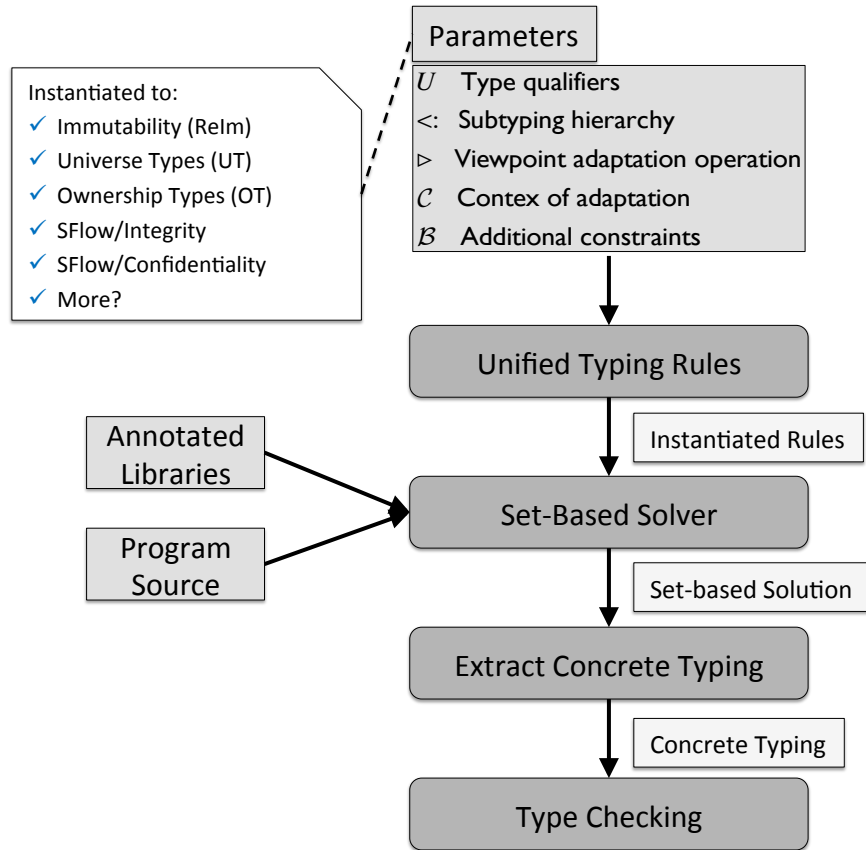 Parameters
U Type qualifiers
<: Subtyping hierarchy
▷ Viewpoint adaptation operation
𝒞 Contex of adaptation
ℬ Additional constraints
Instantiated to:
✓ Immutability (ReIm)
✓ Universe Types (UT)
✓ Ownership Types (OT)
✓ SFlow/Integrity
✓ SFlow/Confidentiality
✓ More?
Unified Typing Rules
Instantiated Rules
Annotated
Libraries
Program
Source
Set-Based Solver
Set-based Solution
Extract Concrete Typing
Concrete Typing
Type Checking